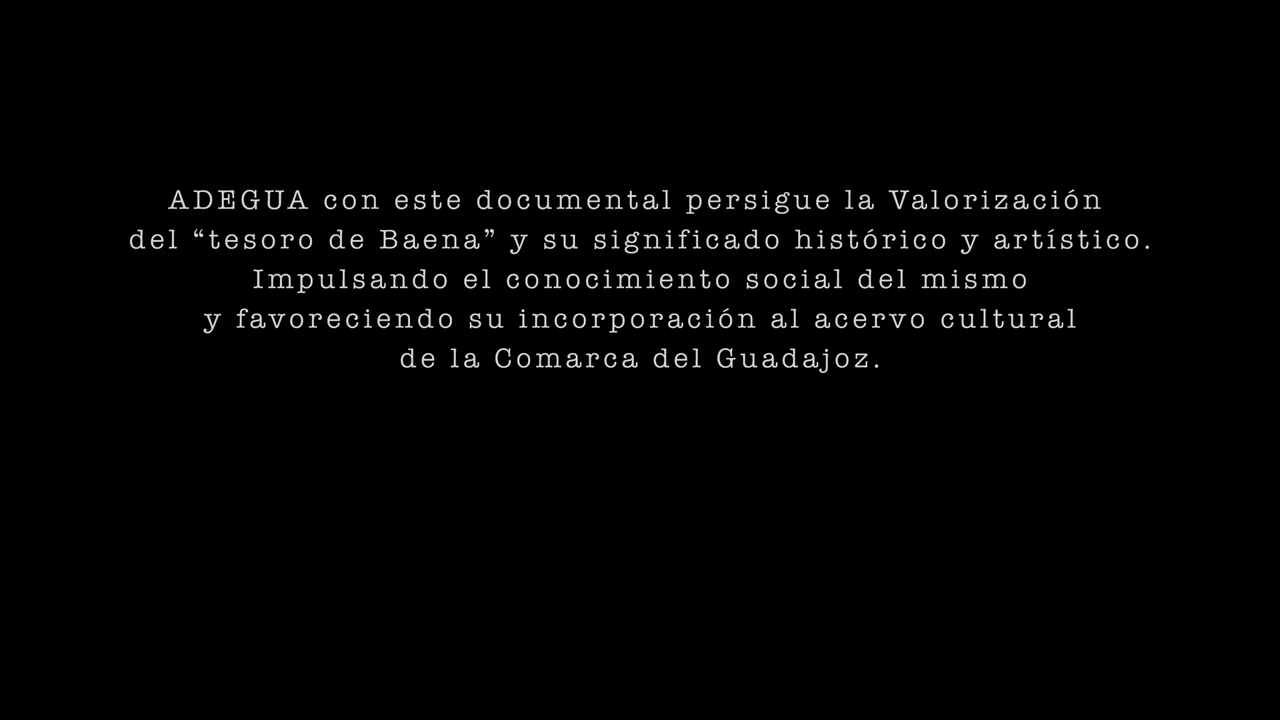 ADEGUA con este documental persigue la Valorización
del “tesoro de Baena” y su significado histórico y artístico.
Impulsando el conocimiento social del mismo
y favoreciendo su incorporación al acervo cultural
de la Comarca del Guadajoz.